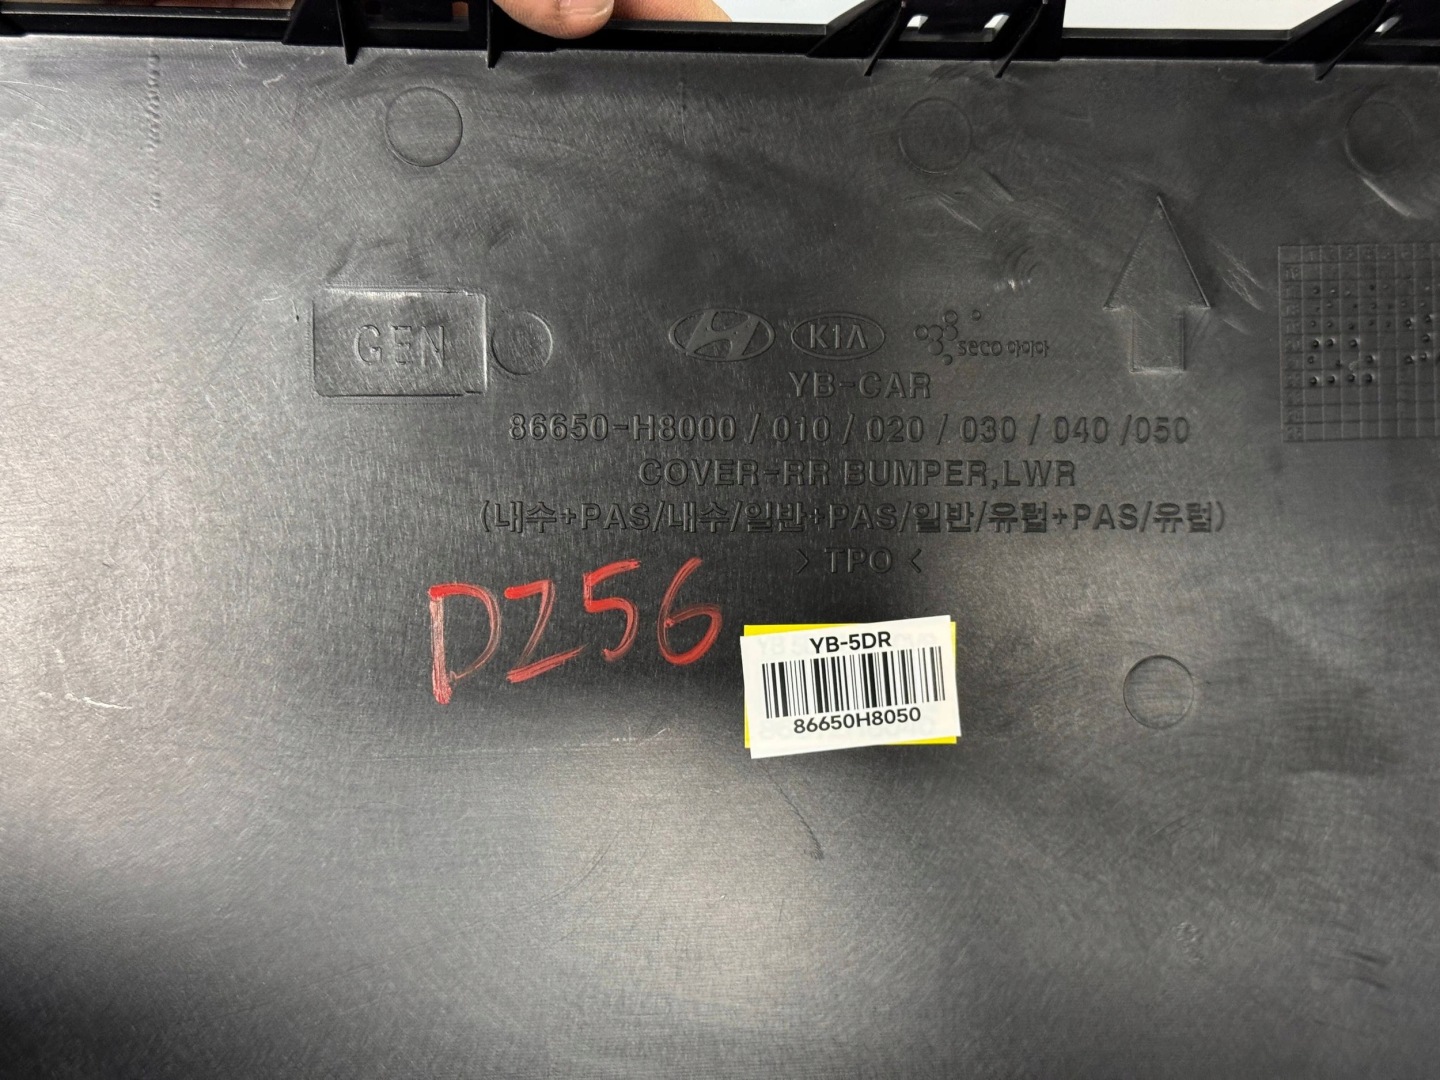 GEN
KIA
seco 아이아
YB-CAR
86650-H8000 / 010 / 020 / 030 / 040 /050
COVER-RR BUMPER,LWR
(내수+PAS/내수/일반+PAS/일반/유럽+PAS/유럽)
> TPO <
DZ56
YB-5DR
86650H8050